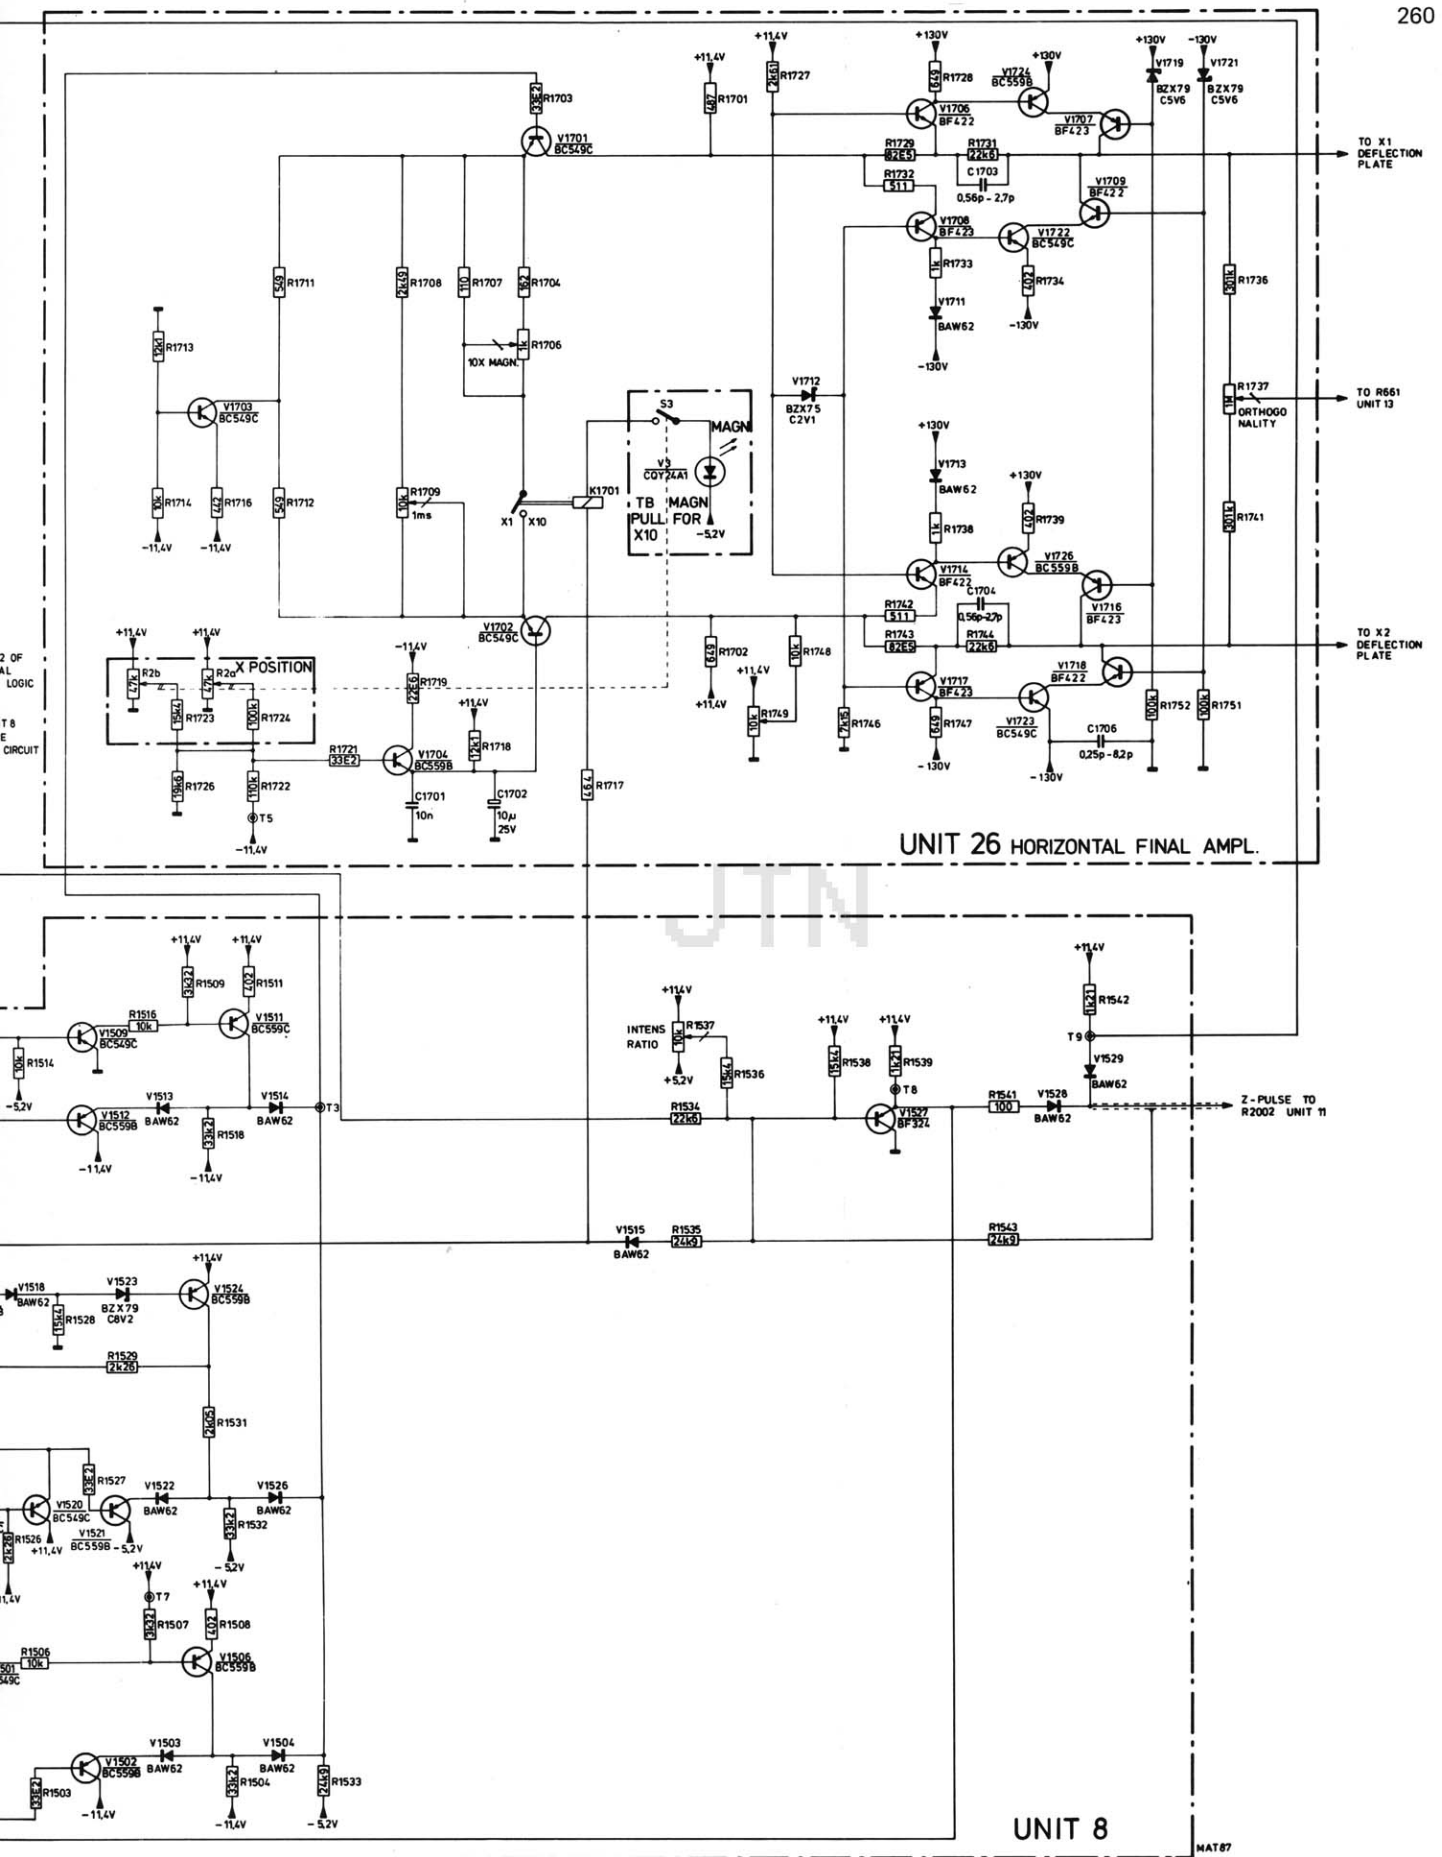 260
+11,4V
+130V
+130V
+130V
-130V
+11,4V
R1703
33E2
R1701
487
2k61
R1727
649
R1728
V1724
BC559B
V1719
BZX79
C5V6
V1721
BZX79
C5V6
V1706
BF422
V1707
BF423
V1701
BC549C
R1729
82E5
R1731
22k6
TO X1
DEFLECTION
PLATE
R1732
511
C1703
0,56p - 2,7p
V1709
BF422
V1708
BF423
V1722
BC549C
549
R1711
2k49
R1708
110
R1707
162
R1704
1k
R1733
402
R1734
301k
R1736
V1711
BAW62
-130V
12k1
R1713
1k
R1706
10X MAGN.
-130V
V1712
BZX75
C2V1
1M
R1737
ORTHOGO
NALITY
TO R661
UNIT 13
V1703
BC549C
S3
MAGN
V3
CQY24A1
TB MAGN
PULL FOR
X10
-5,2V
+130V
V1713
BAW62
+130V
10k
R1714
442
R1716
549
R1712
10k
R1709
1ms
X1
X10
K1701
402
R1739
301k
R1741
-11,4V
-11,4V
1k
R1738
V1726
BC559B
V1714
BF422
C1704
0,56p-2,7p
R1742
511
V1716
BF423
V1702
BC549C
R1743
82E5
R1744
22k6
TO X2
DEFLECTION
PLATE
2 OF
AL
LOGIC
T 8
E
CIRCUIT
+11,4V
+11,4V
-11,4V
649
R1702
10k
R1748
X POSITION
R2b
47k
R2a
47k
22E6
R1719
+11,4V
+11,4V
+11,4V
V1717
BF423
V1718
BF422
15k4
R1723
100k
R1724
10k
R1749
7k15
R1746
649
R1747
V1723
BC549C
100k
R1752
100k
R1751
R1721
33E2
V1704
BC559B
12k1
R1718
C1706
0,25p - 8,2p
-130V
-130V
19k6
R1726
110k
R1722
T5
-11,4V
C1701
10n
C1702
10µ
25V
464
R1717
UNIT 26 HORIZONTAL FINAL AMPL.
JTN
+11,4V
+11,4V
3k32
R1509
402
R1511
+11,4V
1k21
R1542
R1516
10k
V1509
BC549C
V1511
BC559C
+11,4V
INTENS
RATIO
R1537
10k
+5,2V
+11,4V
+11,4V
T9
10k
R1514
-5,2V
15k4
R1536
15k4
R1538
1k21
R1539
V1529
BAW62
T8
V1512
BC559B
V1513
BAW62
V1514
BAW62
T3
33k2
R1518
-11,4V
-11,4V
R1534
22k6
V1527
BF324
R1541
100
V1528
BAW62
Z-PULSE TO
R2002 UNIT 11
V1515
BAW62
R1535
24k9
R1543
24k9
+11,4V
V1518
BAW62
15k4
R1528
V1523
BZX79
C8V2
V1524
BC559B
R1529
2k26
2k05
R1531
33E2
R1527
V1522
BAW62
V1526
BAW62
V1520
BC549C
2k26
R1526
+11,4V
V1521
BC559B
-5,2V
33k2
R1532
-5,2V
1,4V
+11,4V
T7
+11,4V
3k32
R1507
402
R1508
R1506
10k
V1506
BC559B
501
549C
V1503
BAW62
V1504
BAW62
V1502
BC559B
33E2
R1503
-11,4V
33k2
R1504
-11,4V
24k9
R1533
-5,2V
UNIT 8
MAT87